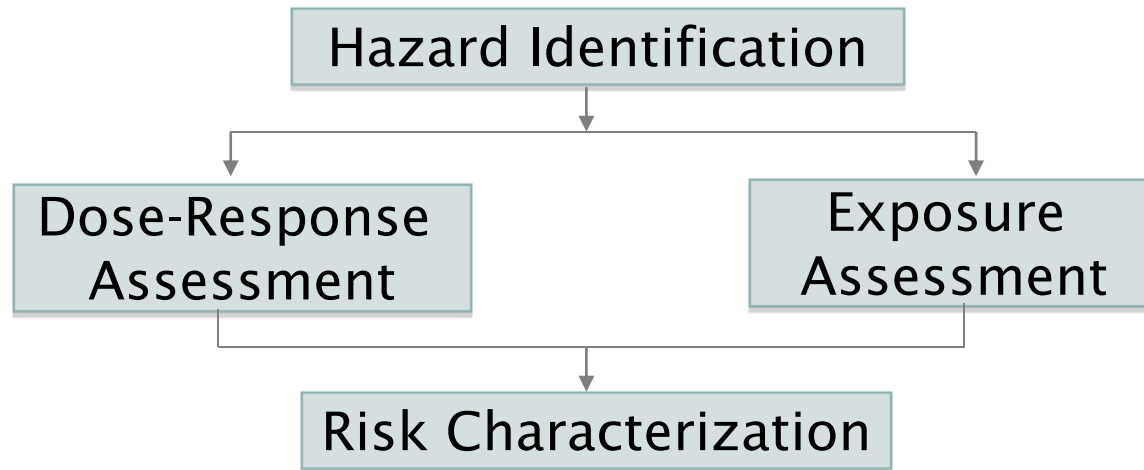 Hazard Identification
Dose-Response
Assessment
Exposure
Assessment
Risk Characterization